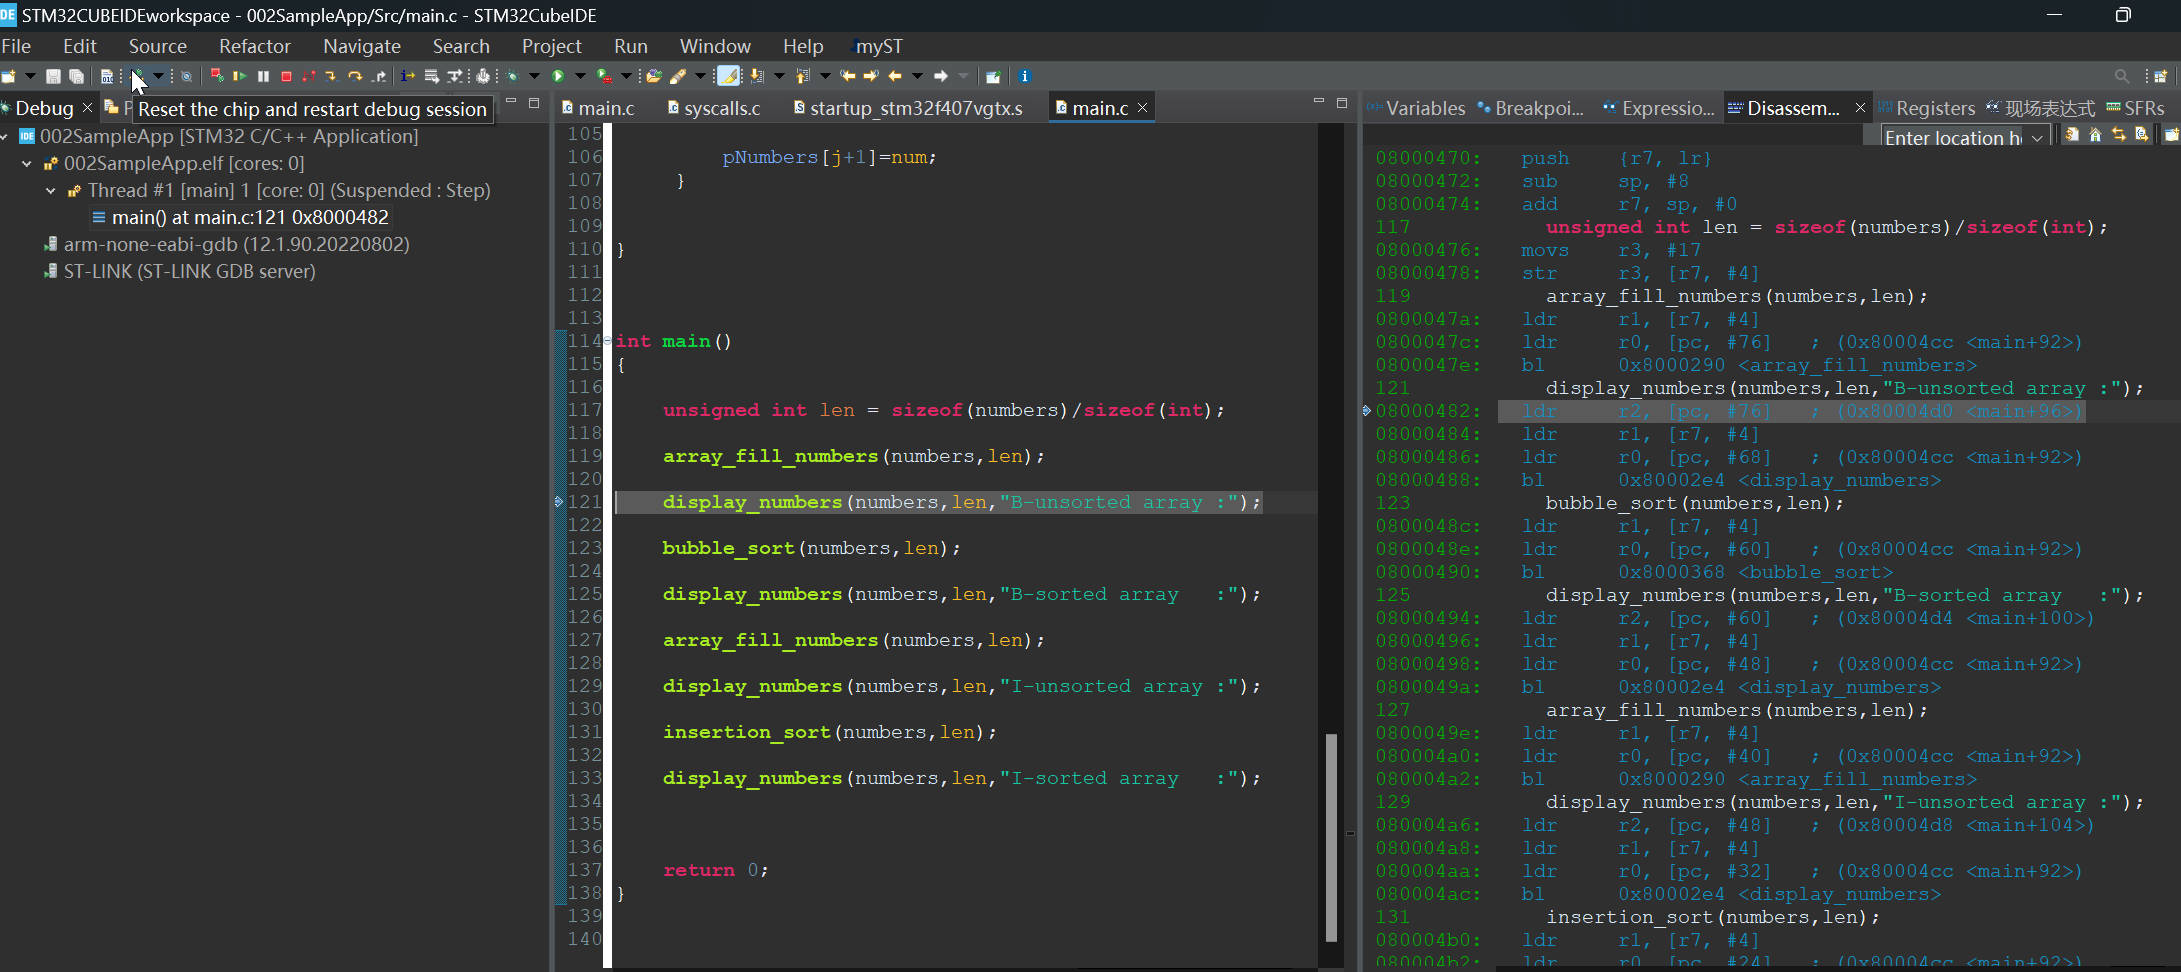 STM32CUBEIDEworkspace - 002SampleApp/Src/main.c - STM32CubeIDE
File Edit Source Refactor Navigate Search Project Run Window Help myST
Reset the chip and restart debug session
Debug
002SampleApp [STM32 C/C++ Application]
002SampleApp.elf [cores: 0]
Thread #1 [main] 1 [core: 0] (Suspended : Step)
main() at main.c:121 0x8000482
arm-none-eabi-gdb (12.1.90.20220802)
ST-LINK (ST-LINK GDB server)
main.c syscalls.c startup_stm32f407vgtx.s main.c
105
106 pNumbers[j+1]=num;
107 }
108
109
110 }
111
112
113
114 int main()
115 {
116
117 unsigned int len = sizeof(numbers)/sizeof(int);
118
119 array_fill_numbers(numbers,len);
120
121 display_numbers(numbers,len,"B-unsorted array :");
122
123 bubble_sort(numbers,len);
124
125 display_numbers(numbers,len,"B-sorted array   :");
126
127 array_fill_numbers(numbers,len);
128
129 display_numbers(numbers,len,"I-unsorted array :");
130
131 insertion_sort(numbers,len);
132
133 display_numbers(numbers,len,"I-sorted array   :");
134
135
136
137 return 0;
138 }
139
140
Variables Breakpoi... Expressio... Disassem... Registers 现场表达式 SFRs
Enter location h
08000470: push {r7, lr}
08000472: sub sp, #8
08000474: add r7, sp, #0
117 unsigned int len = sizeof(numbers)/sizeof(int);
08000476: movs r3, #17
08000478: str r3, [r7, #4]
119 array_fill_numbers(numbers,len);
0800047a: ldr r1, [r7, #4]
0800047c: ldr r0, [pc, #76] ; (0x80004cc <main+92>)
0800047e: bl 0x8000290 <array_fill_numbers>
121 display_numbers(numbers,len,"B-unsorted array :");
08000482: ldr r2, [pc, #76] ; (0x80004d0 <main+96>)
08000484: ldr r1, [r7, #4]
08000486: ldr r0, [pc, #68] ; (0x80004cc <main+92>)
08000488: bl 0x80002e4 <display_numbers>
123 bubble_sort(numbers,len);
0800048c: ldr r1, [r7, #4]
0800048e: ldr r0, [pc, #60] ; (0x80004cc <main+92>)
08000490: bl 0x8000368 <bubble_sort>
125 display_numbers(numbers,len,"B-sorted array   :");
08000494: ldr r2, [pc, #60] ; (0x80004d4 <main+100>)
08000496: ldr r1, [r7, #4]
08000498: ldr r0, [pc, #48] ; (0x80004cc <main+92>)
0800049a: bl 0x80002e4 <display_numbers>
127 array_fill_numbers(numbers,len);
0800049e: ldr r1, [r7, #4]
080004a0: ldr r0, [pc, #40] ; (0x80004cc <main+92>)
080004a2: bl 0x8000290 <array_fill_numbers>
129 display_numbers(numbers,len,"I-unsorted array :");
080004a6: ldr r2, [pc, #48] ; (0x80004d8 <main+104>)
080004a8: ldr r1, [r7, #4]
080004aa: ldr r0, [pc, #32] ; (0x80004cc <main+92>)
080004ac: bl 0x80002e4 <display_numbers>
131 insertion_sort(numbers,len);
080004b0: ldr r1, [r7, #4]
080004b2: ldr r0, [pc, #24] ; (0x80004cc <main+92>)